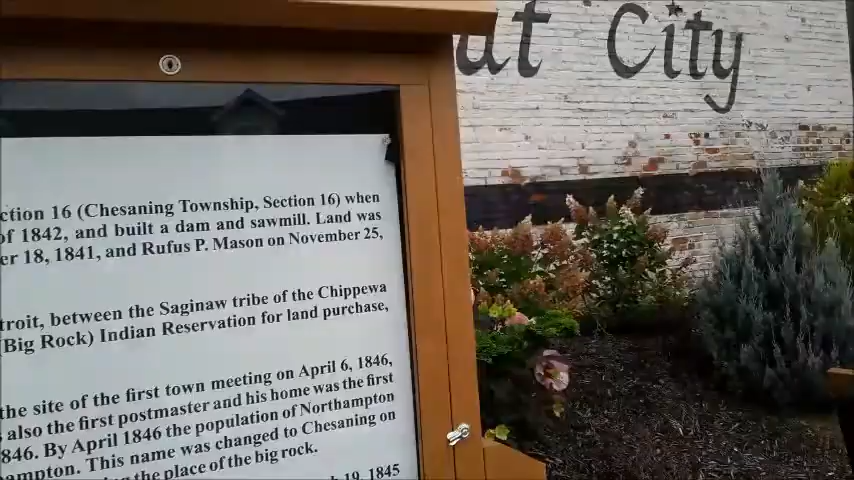 ut City
ction 16 (Chesaning Township, Section 16) when
of 1842, and built a dam and sawmill. Land was
er 18, 1841, and Rufus P. Mason on November 25,
troit, between the Saginaw tribe of the Chippewa
(Big Rock) Indian Reservation for land purchase,
the site of the first town meeting on April 6, 1846,
also the first postmaster and his home was the first
846. By April 1846 the population of Northampton
ampton. This name was changed to Chesaning on
ng the place of the big rock.
h 19, 1845